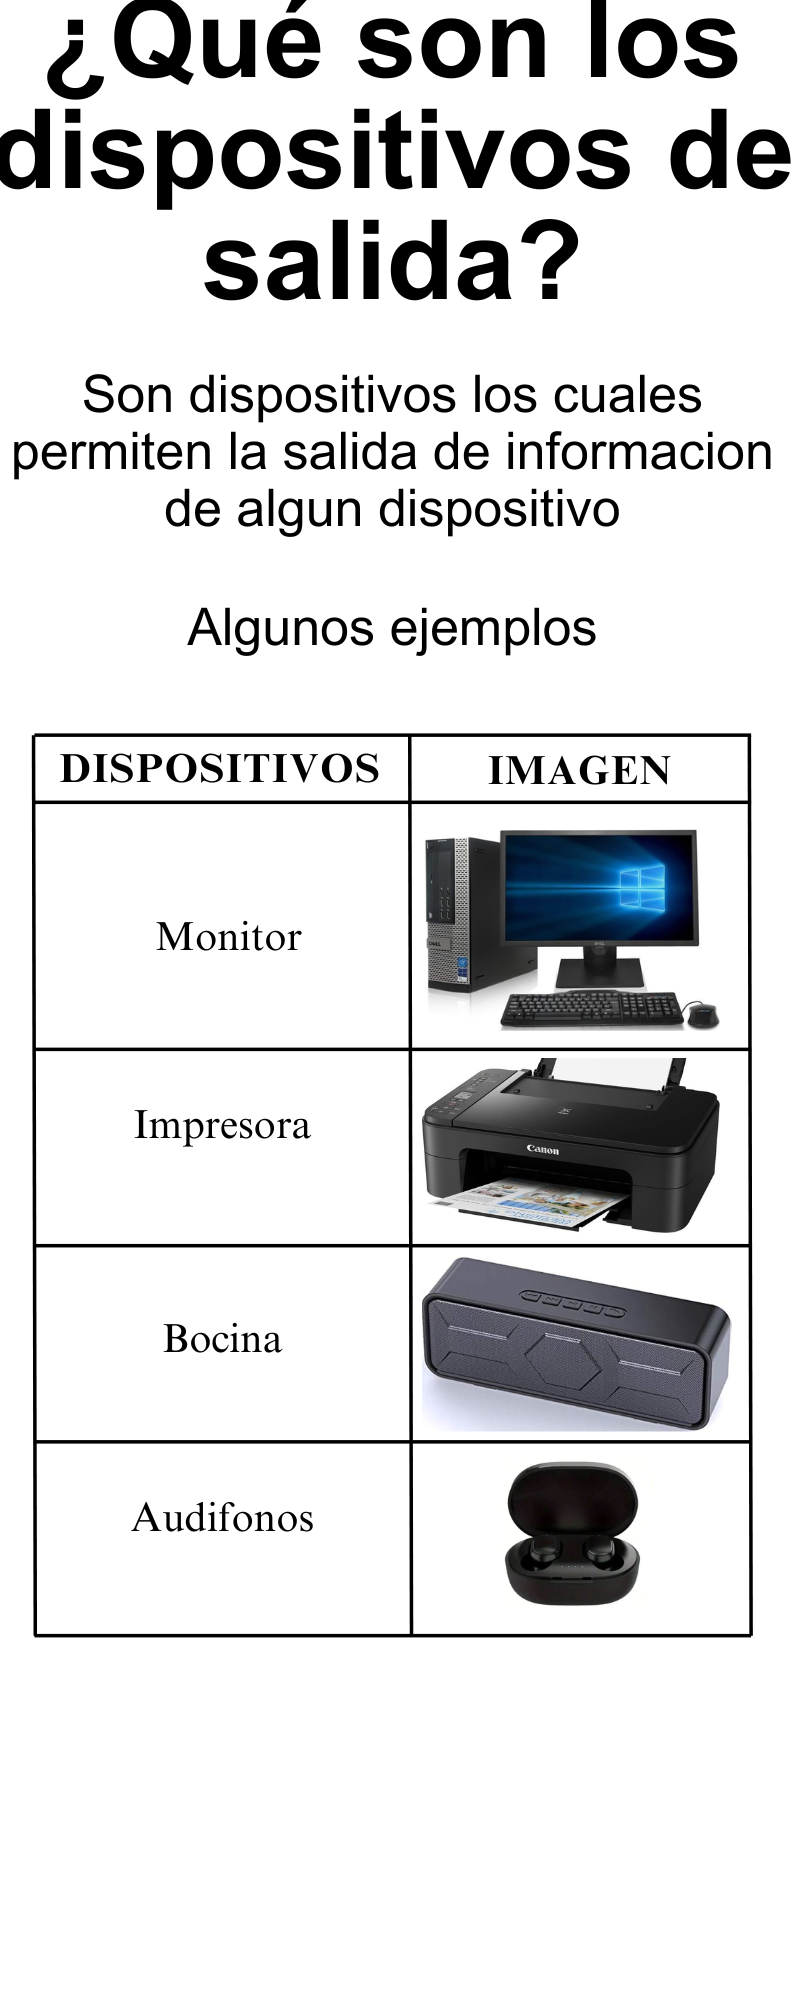 ¿Qué son los
dispositivos de
salida?
Son dispositivos los cuales
permiten la salida de informacion
de algun dispositivo
Algunos ejemplos
DISPOSITIVOS IMAGEN
Monitor
DELL
Impresora
Canon
Bocina
Audifonos